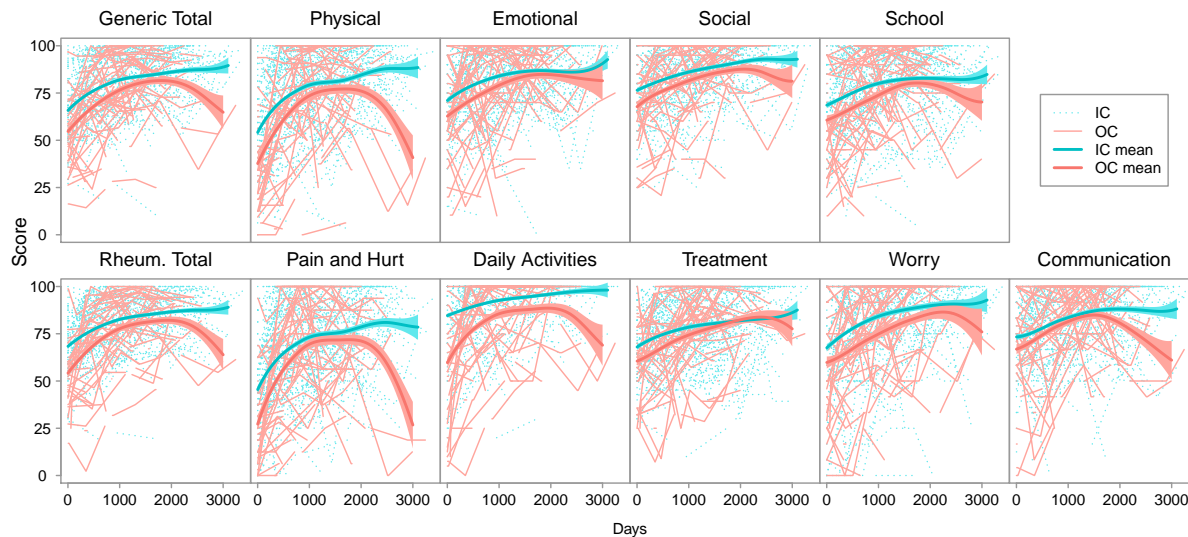 Generic Total Physical Emotional Social School
100
75
50
25
0
IC
OC
IC mean
OC mean
Score
Rheum. Total Pain and Hurt Daily Activities Treatment Worry Communication
100
75
50
25
0
0 1000 2000 3000 0 1000 2000 3000 0 1000 2000 3000 0 1000 2000 3000 0 1000 2000 3000 0 1000 2000 3000
Days